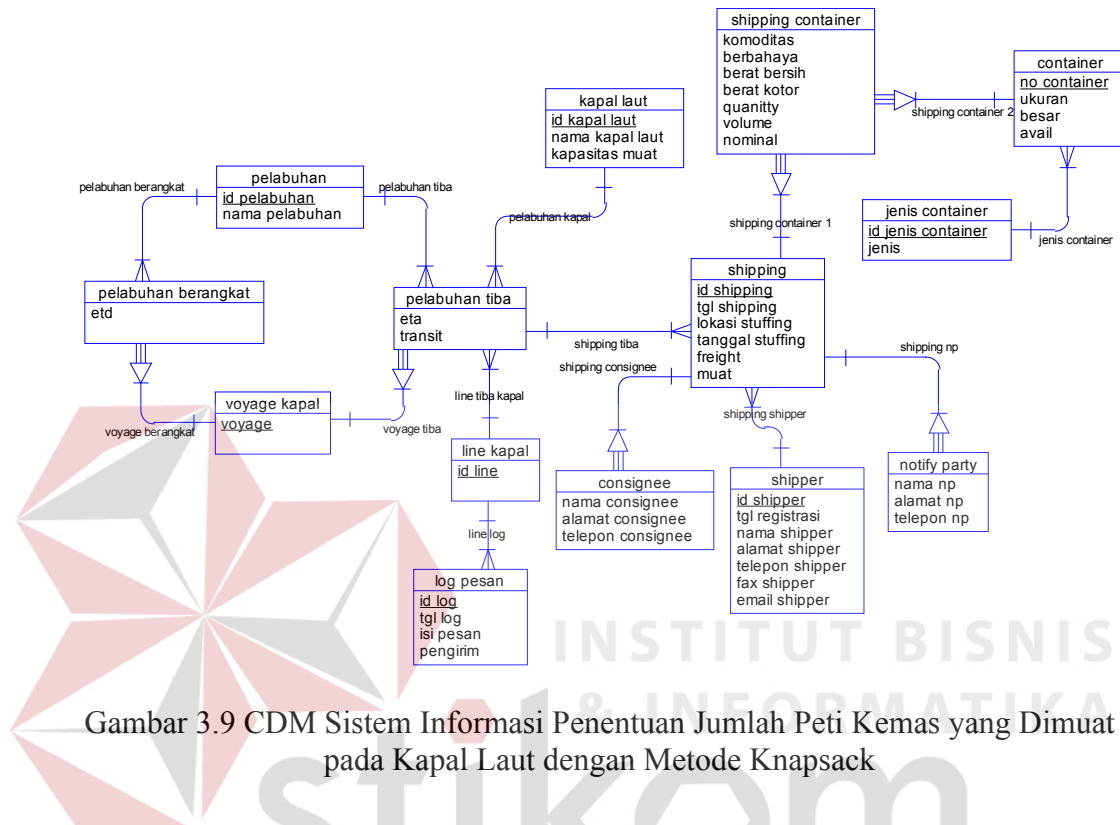 shipping container
komoditas
berbahaya
berat bersih
berat kotor
quanitty
volume
nominal
container
no container
ukuran
besar
avail
shipping container 2
kapal laut
id kapal laut
nama kapal laut
kapasitas muat
pelabuhan berangkat
pelabuhan
id pelabuhan
nama pelabuhan
pelabuhan tiba
pelabuhan kapal
shipping container 1
jenis container
id jenis container
jenis
jenis container
pelabuhan berangkat
etd
pelabuhan tiba
eta
transit
shipping
id shipping
tgl shipping
lokasi stuffing
tanggal stuffing
freight
muat
shipping tiba
shipping consignee
shipping np
voyage kapal
voyage
voyage berangkat
voyage tiba
line tiba kapal
shipping shipper
line kapal
id line
line log
consignee
nama consignee
alamat consignee
telepon consignee
shipper
id shipper
tgl registrasi
nama shipper
alamat shipper
telepon shipper
fax shipper
email shipper
notify party
nama np
alamat np
telepon np
log pesan
id log
tgl log
isi pesan
pengirim
INSTITUT BISNIS
& INFORMATIKA
stikom
Gambar 3.9 CDM Sistem Informasi Penentuan Jumlah Peti Kemas yang Dimuat
pada Kapal Laut dengan Metode Knapsack